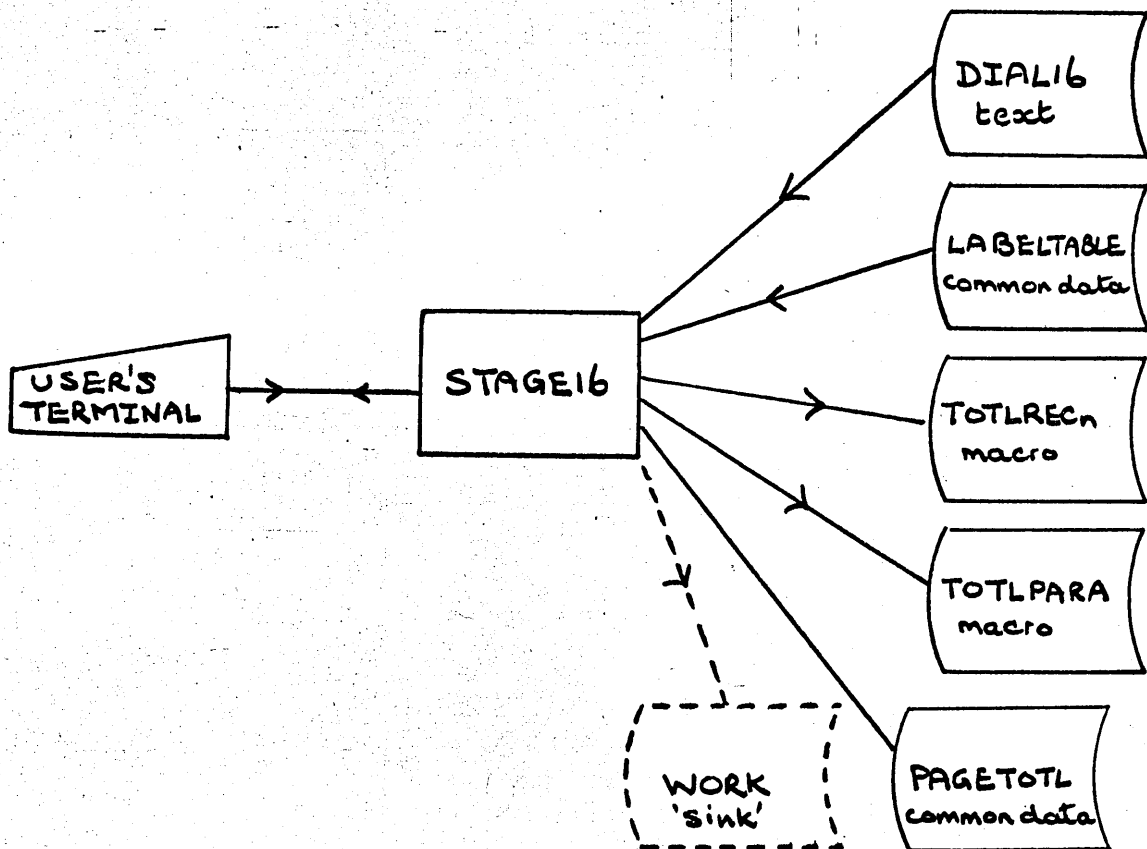 DIAL16
text
LABELTABLE
common data
USER'S
TERMINAL
STAGE16
TOTLRECn
macro
TOTLPARA
macro
WORK
'sink'
PAGETOTL
common data